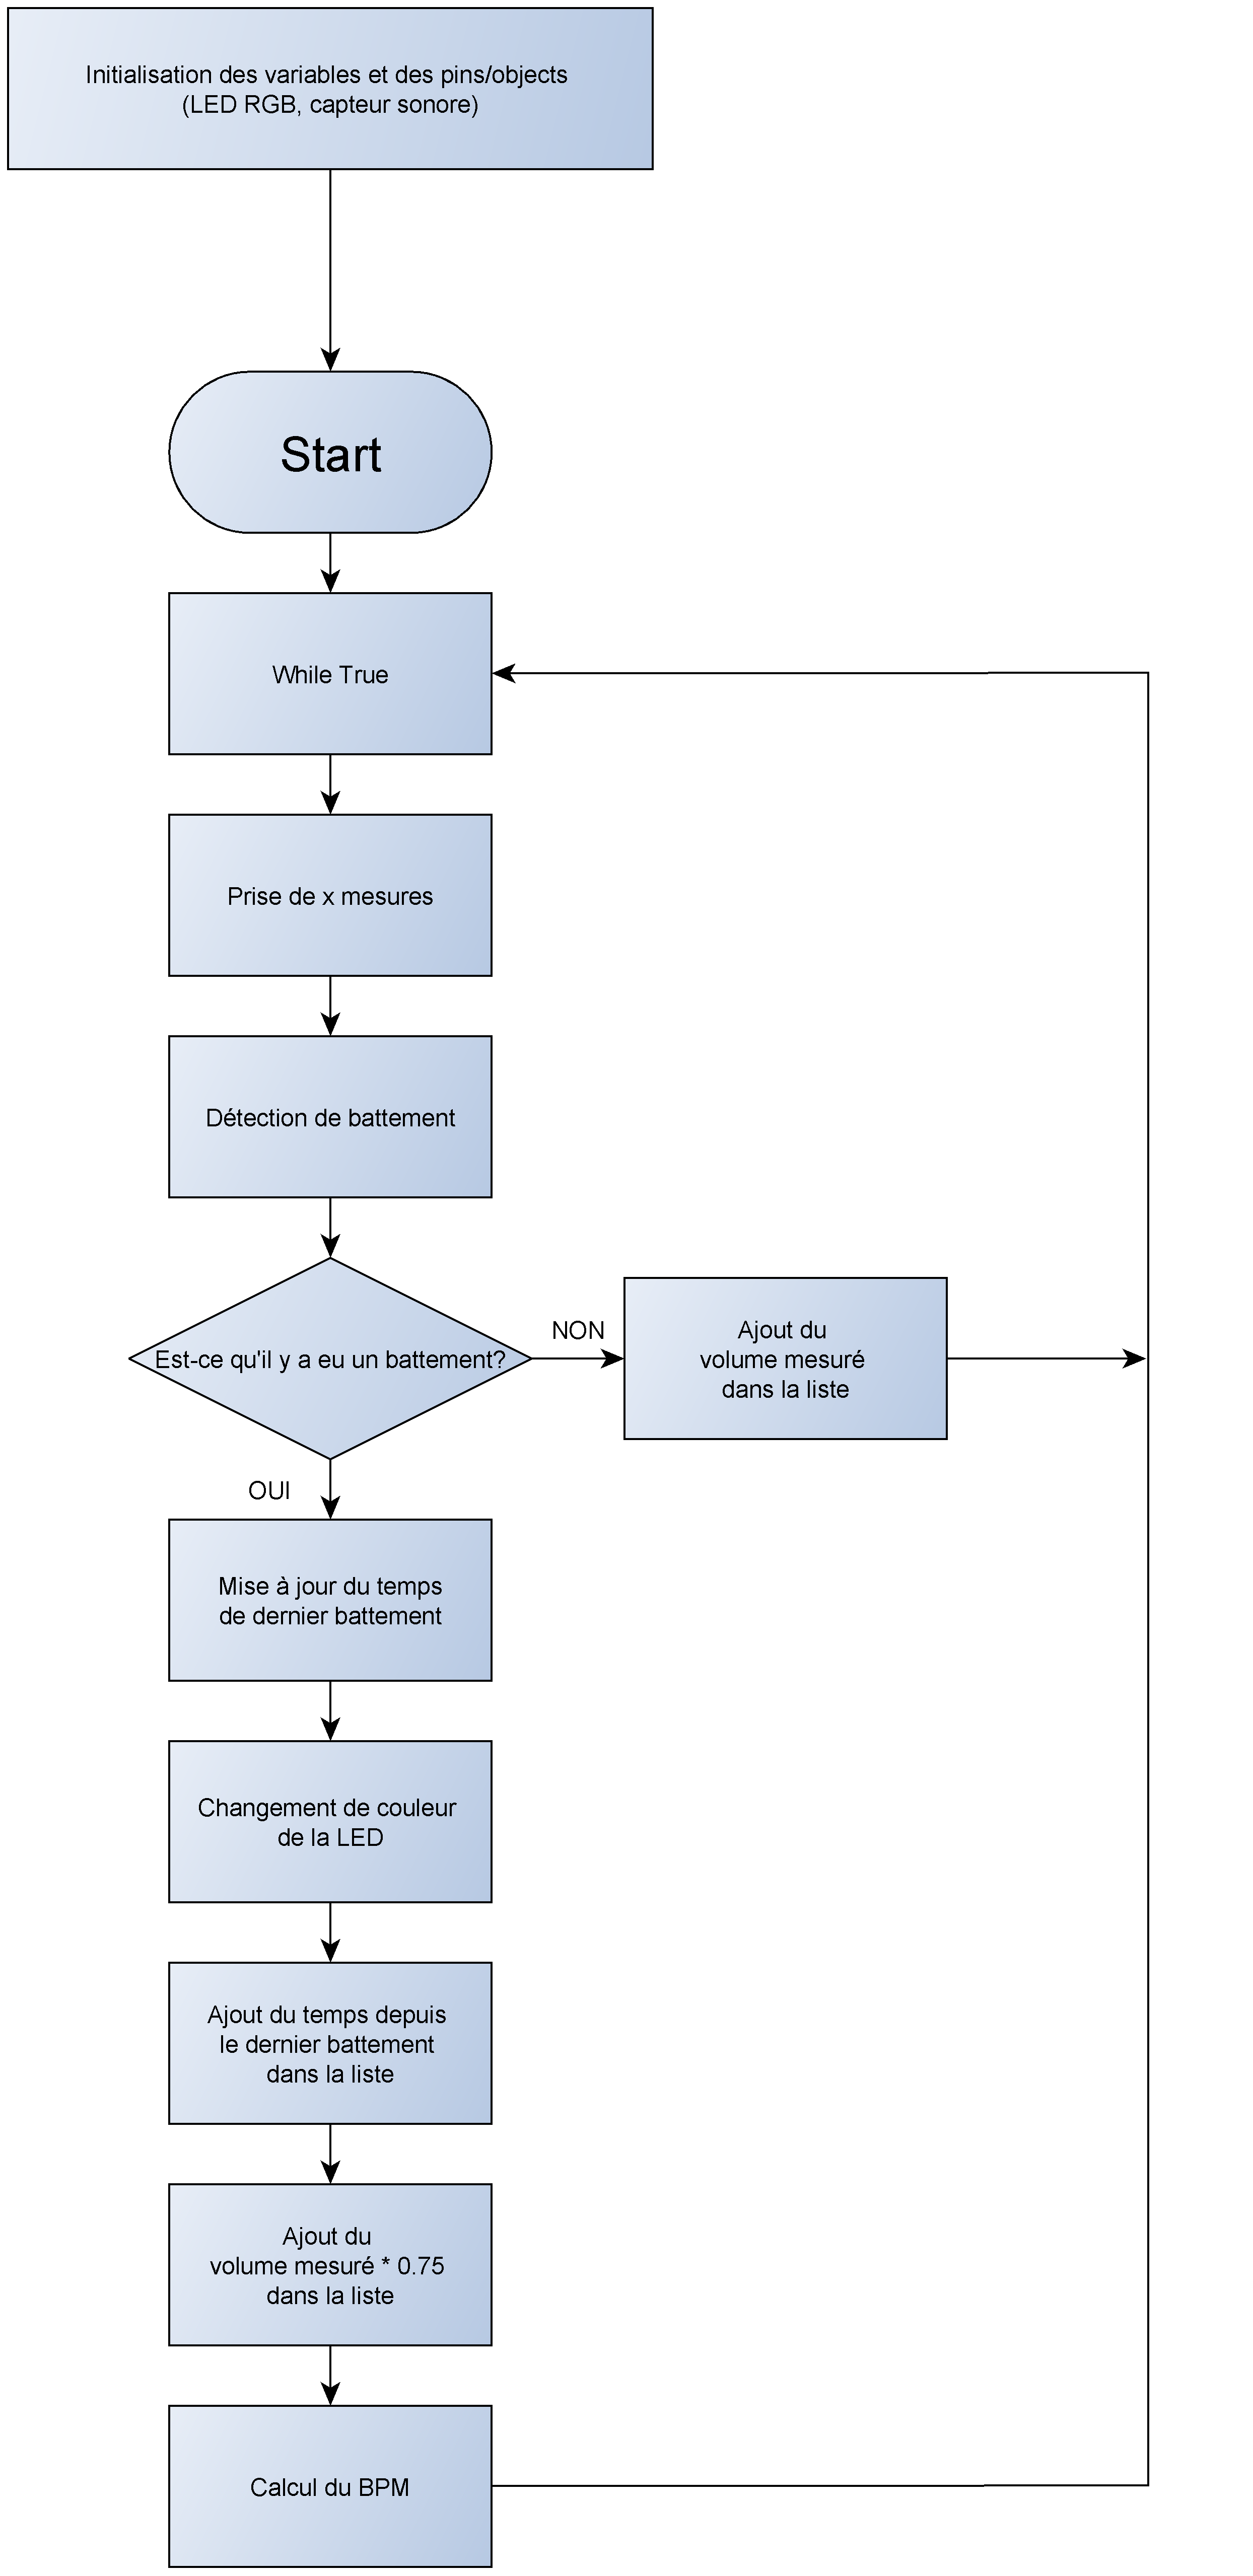 Initialisation des variables et des pins/objects
(LED RGB, capteur sonore)
Start
While True
Prise de x mesures
Détection de battement
Est-ce qu'il y a eu un battement?
NON
Ajout du
volume mesuré
dans la liste
OUI
Mise à jour du temps
de dernier battement
Changement de couleur
de la LED
Ajout du temps depuis
le dernier battement
dans la liste
Ajout du
volume mesuré * 0.75
dans la liste
Calcul du BPM